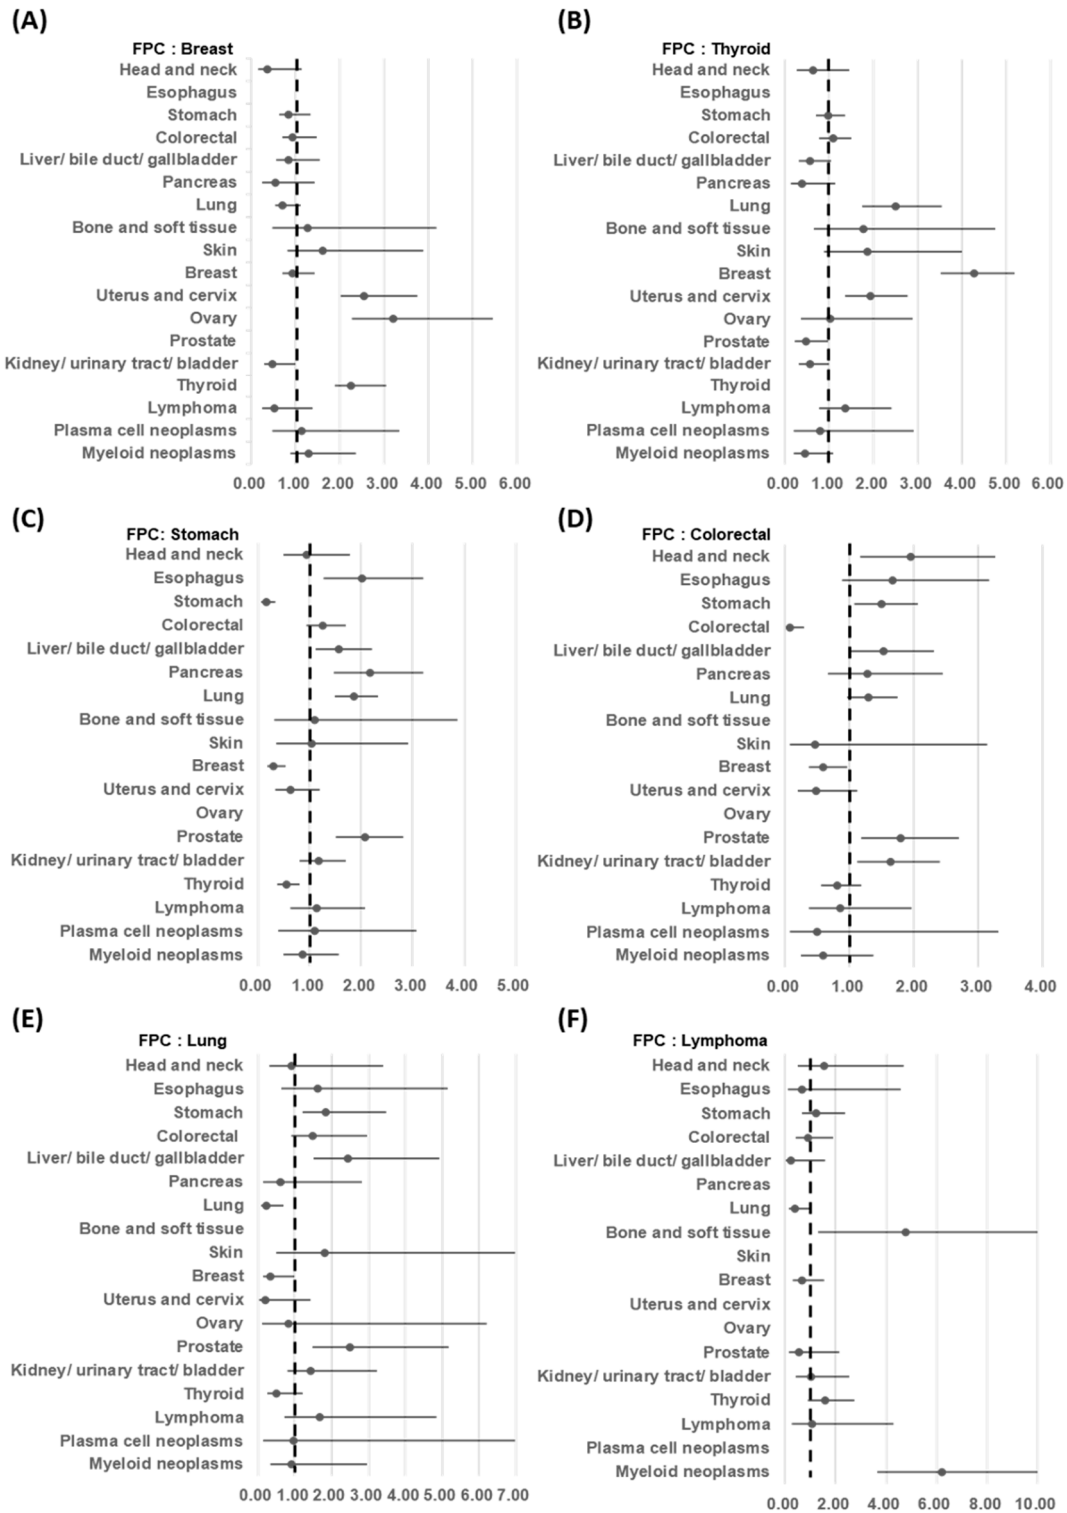 (A)
FPC : Breast
Head and neck
Esophagus
Stomach
Colorectal
Liver/ bile duct/ gallbladder
Pancreas
Lung
Bone and soft tissue
Skin
Breast
Uterus and cervix
Ovary
Prostate
Kidney/ urinary tract/ bladder
Thyroid
Lymphoma
Plasma cell neoplasms
Myeloid neoplasms
0.00 1.00 2.00 3.00 4.00 5.00 6.00
(B)
FPC : Thyroid
Head and neck
Esophagus
Stomach
Colorectal
Liver/ bile duct/ gallbladder
Pancreas
Lung
Bone and soft tissue
Skin
Breast
Uterus and cervix
Ovary
Prostate
Kidney/ urinary tract/ bladder
Thyroid
Lymphoma
Plasma cell neoplasms
Myeloid neoplasms
0.00 1.00 2.00 3.00 4.00 5.00 6.00
(C)
FPC: Stomach
Head and neck
Esophagus
Stomach
Colorectal
Liver/ bile duct/ gallbladder
Pancreas
Lung
Bone and soft tissue
Skin
Breast
Uterus and cervix
Ovary
Prostate
Kidney/ urinary tract/ bladder
Thyroid
Lymphoma
Plasma cell neoplasms
Myeloid neoplasms
0.00 1.00 2.00 3.00 4.00 5.00
(D)
FPC : Colorectal
Head and neck
Esophagus
Stomach
Colorectal
Liver/ bile duct/ gallbladder
Pancreas
Lung
Bone and soft tissue
Skin
Breast
Uterus and cervix
Ovary
Prostate
Kidney/ urinary tract/ bladder
Thyroid
Lymphoma
Plasma cell neoplasms
Myeloid neoplasms
0.00 1.00 2.00 3.00 4.00
(E)
FPC : Lung
Head and neck
Esophagus
Stomach
Colorectal
Liver/ bile duct/ gallbladder
Pancreas
Lung
Bone and soft tissue
Skin
Breast
Uterus and cervix
Ovary
Prostate
Kidney/ urinary tract/ bladder
Thyroid
Lymphoma
Plasma cell neoplasms
Myeloid neoplasms
0.00 1.00 2.00 3.00 4.00 5.00 6.00 7.00
(F)
FPC : Lymphoma
Head and neck
Esophagus
Stomach
Colorectal
Liver/ bile duct/ gallbladder
Pancreas
Lung
Bone and soft tissue
Skin
Breast
Uterus and cervix
Ovary
Prostate
Kidney/ urinary tract/ bladder
Thyroid
Lymphoma
Plasma cell neoplasms
Myeloid neoplasms
0.00 2.00 4.00 6.00 8.00 10.00